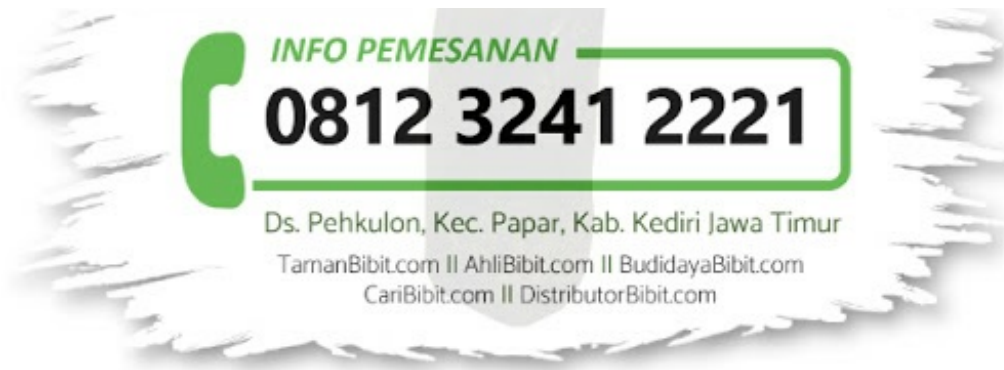 INFO PEMESANAN
0812 3241 2221
Ds. Pehkulon, Kec. Papar, Kab. Kediri Jawa Timur
TamanBibit.com II AhliBibit.com II BudidayaBibit.com
CariBibit.com II DistributorBibit.com